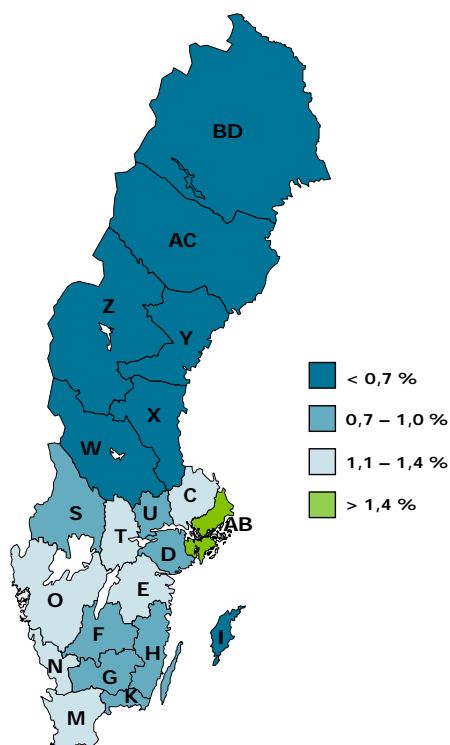 BD
AC
Z
Y
< 0,7 %
X
0,7 – 1,0 %
W
1,1 – 1,4 %
C
S
U
> 1,4 %
T
AB
D
E
O
F
I
H
N
G
K
M